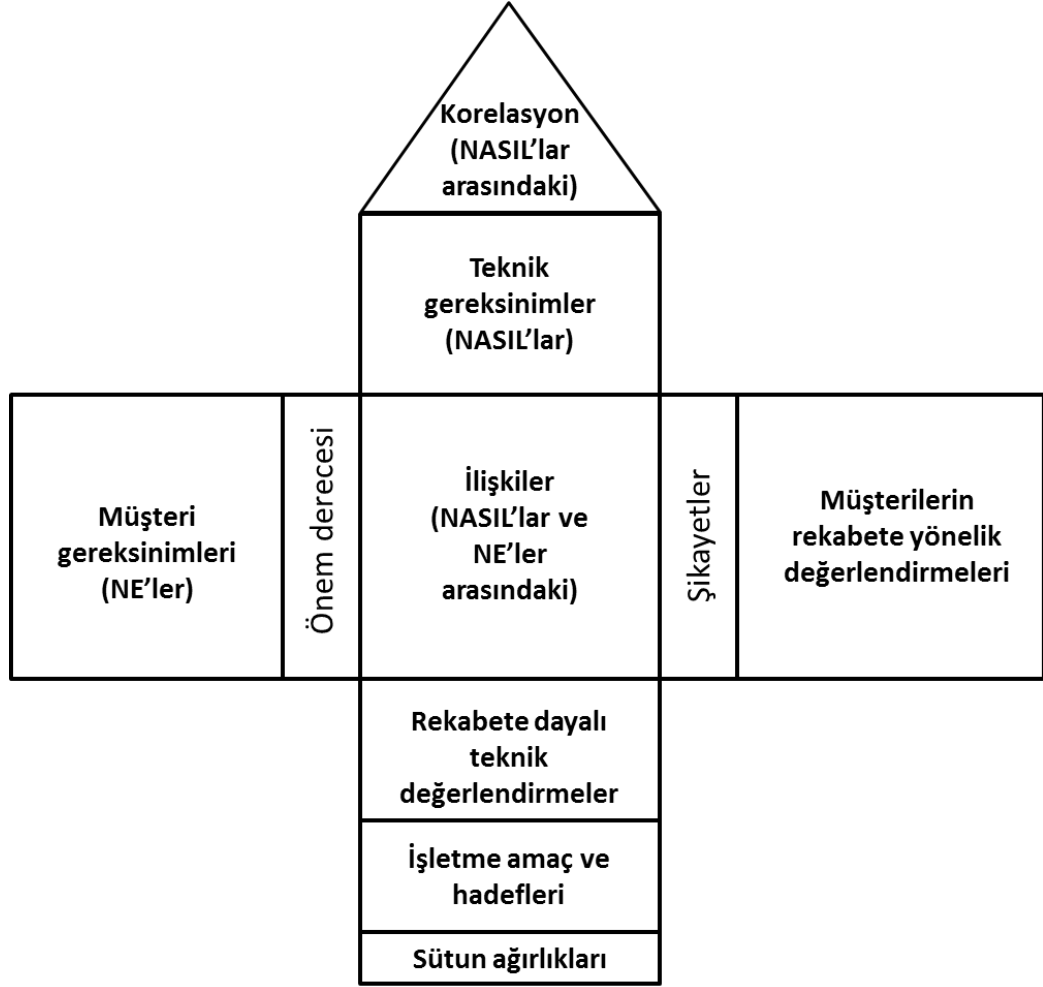 Korelasyon
(NASIL’lar
arasındaki)
Teknik
gereksinimler
(NASIL’lar)
Müşteri
gereksinimleri
(NE’ler)
Önem derecesi
İlişkiler
(NASIL'lar ve
NE’ler
arasındaki)
Şikayetler
Müşterilerin
rekabete yönelik
değerlendirmeleri
Rekabete dayalı
teknik
değerlendirmeler
İşletme amaç ve
hadefleri
Sütun ağırlıkları